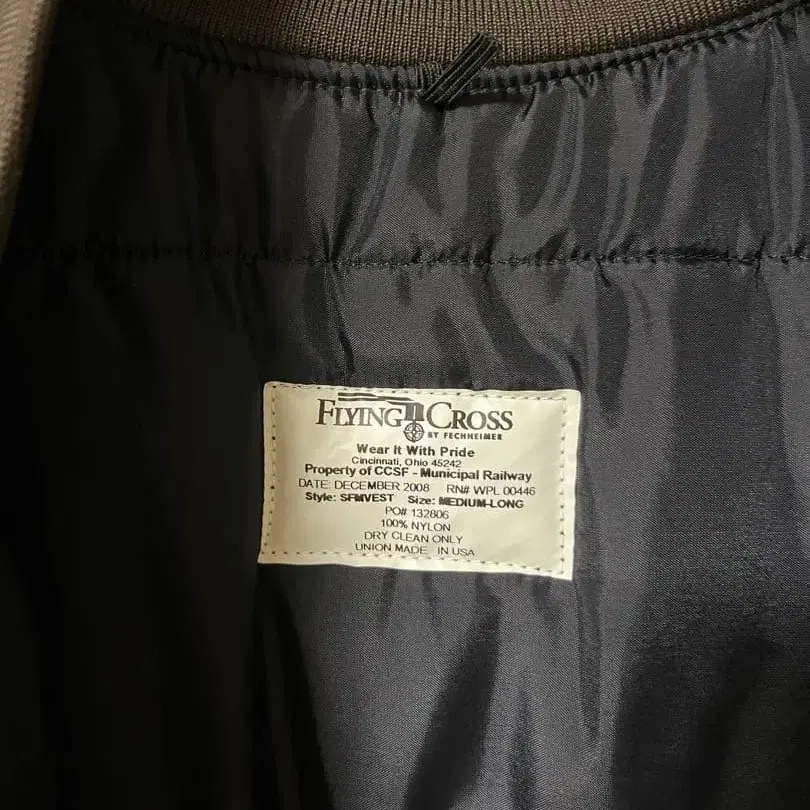 FLYING CROSS
BY FECHHEIMER
Wear It With Pride
Cincinnati, Ohio 45242
Property of CCSF - Municipal Railway
DATE: DECEMBER 2008 RN# WPL 00446
Style: SFMVEST Size: MEDIUM-LONG
PO# 132806
100% NYLON
DRY CLEAN ONLY
UNION MADE IN USA